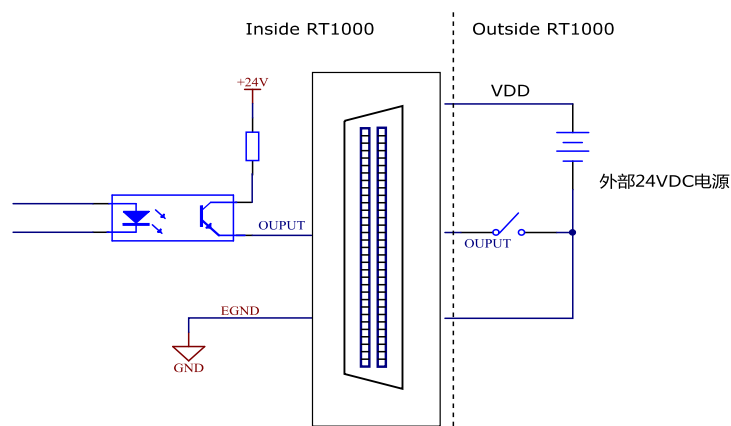 Inside RT1000
Outside RT1000
+24V
VDD
外部24VDC电源
OUPUT
OUPUT
EGND
GND